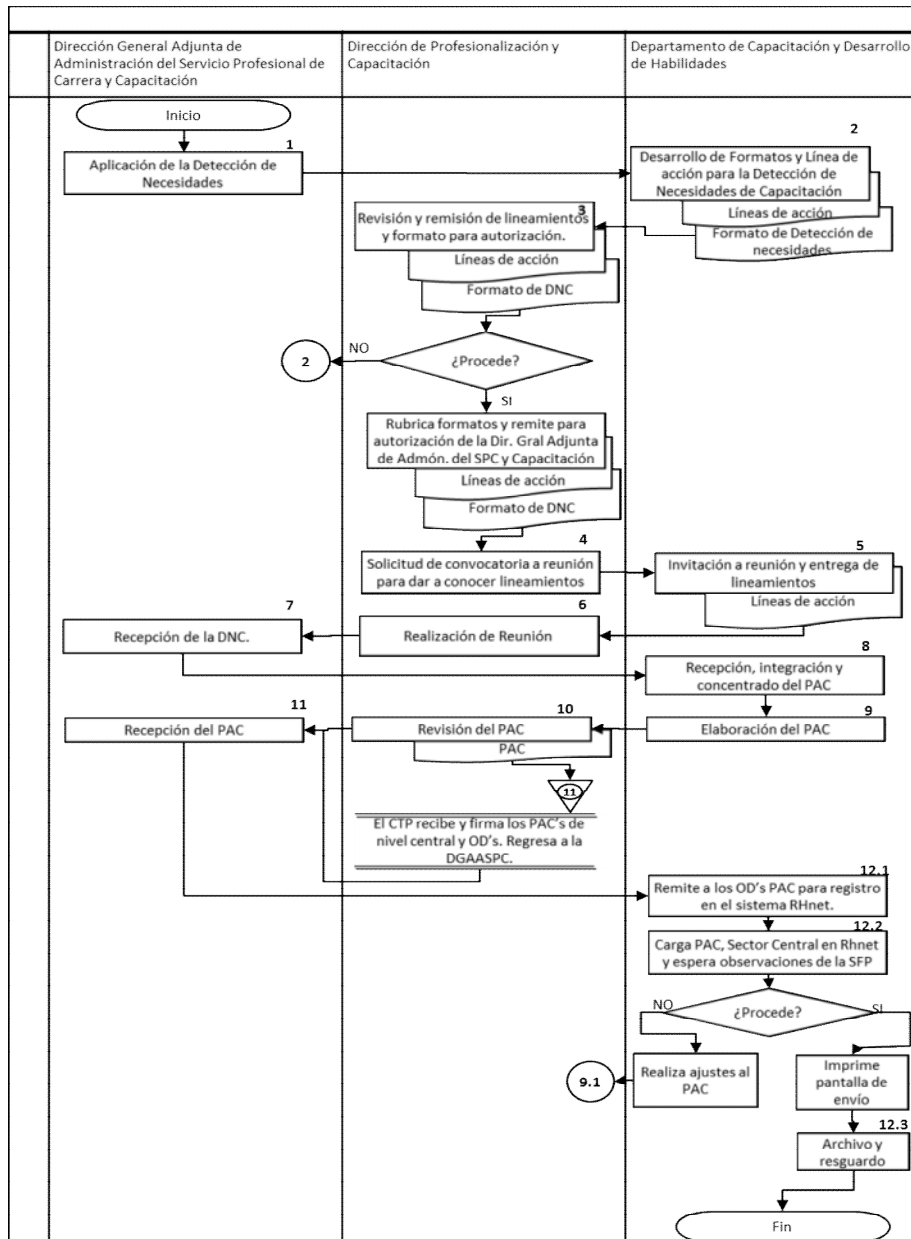 Dirección General Adjunta de
Administración del Servicio Profesional de
Carrera y Capacitación
Dirección de Profesionalización y
Capacitación
Departamento de Capacitación y Desarrollo
de Habilidades
Inicio
1
Aplicación de la Detección de
Necesidades
2
Desarrollo de Formatos y Línea de
acción para la Detección de
Necesidades de Capacitación
Líneas de acción
Formato de Detección de
necesidades
3
Revisión y remisión de lineamientos
y formato para autorización.
Líneas de acción
Formato de DNC
¿Procede?
NO
2
SI
Rubrica formatos y remite para
autorización de la Dir. Gral Adjunta
de Admón. del SPC y Capacitación
Líneas de acción
Formato de DNC
4
Solicitud de convocatoria a reunión
para dar a conocer lineamientos
5
Invitación a reunión y entrega de
lineamientos
Líneas de acción
6
Realización de Reunión
7
Recepción de la DNC.
8
Recepción, integración y
concentrado del PAC
9
Elaboración del PAC
10
Revisión del PAC
PAC
11
Recepción del PAC
11
El CTP recibe y firma los PAC's de
nivel central y OD's. Regresa a la
DGAASPC.
12.1
Remite a los OD's PAC para registro
en el sistema RHnet.
12.2
Carga PAC, Sector Central en Rhnet
y espera observaciones de la SFP
¿Procede?
NO
SI
Realiza ajustes al
PAC
9.1
Imprime
pantalla de
envío
12.3
Archivo y
resguardo
Fin